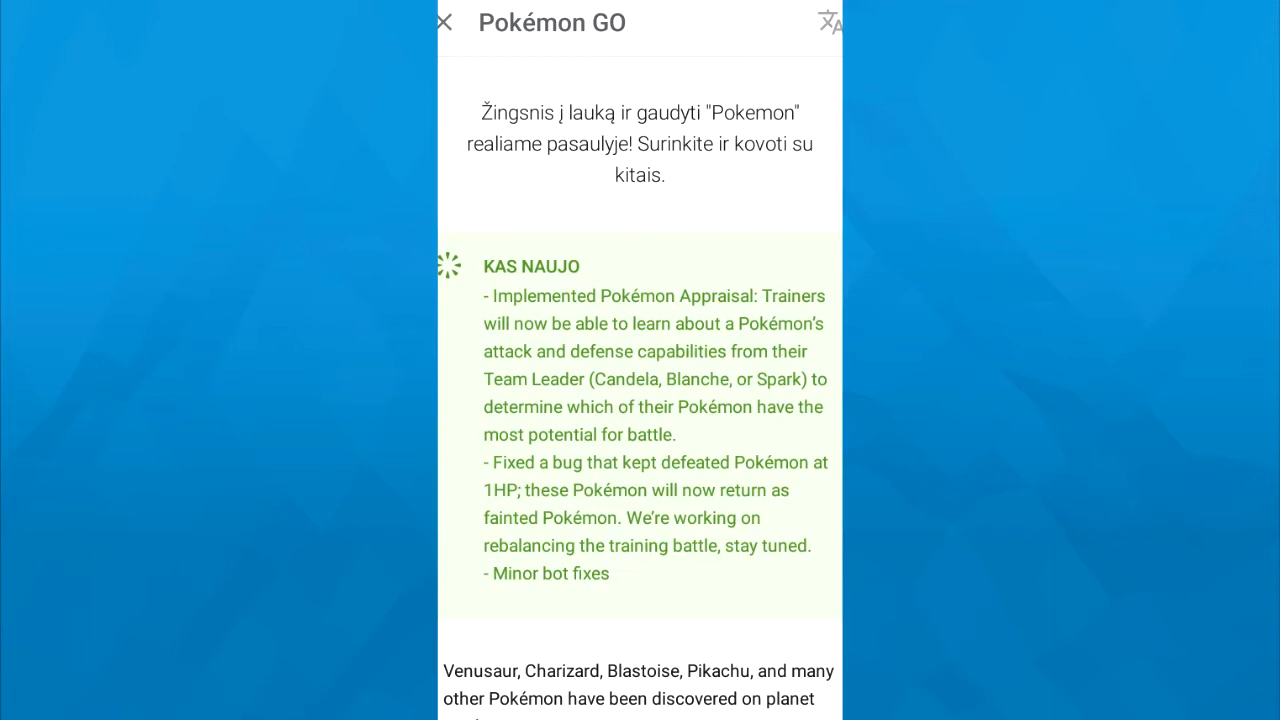 Pokémon GO
Žingsnis į lauką ir gaudyti "Pokemon"
realiame pasaulyje! Surinkite ir kovoti su
kitais.
KAS NAUJO
- Implemented Pokémon Appraisal: Trainers
will now be able to learn about a Pokémon’s
attack and defense capabilities from their
Team Leader (Candela, Blanche, or Spark) to
determine which of their Pokémon have the
most potential for battle.
- Fixed a bug that kept defeated Pokémon at
1HP; these Pokémon will now return as
fainted Pokémon. We’re working on
rebalancing the training battle, stay tuned.
- Minor bot fixes
Venusaur, Charizard, Blastoise, Pikachu, and many
other Pokémon have been discovered on planet